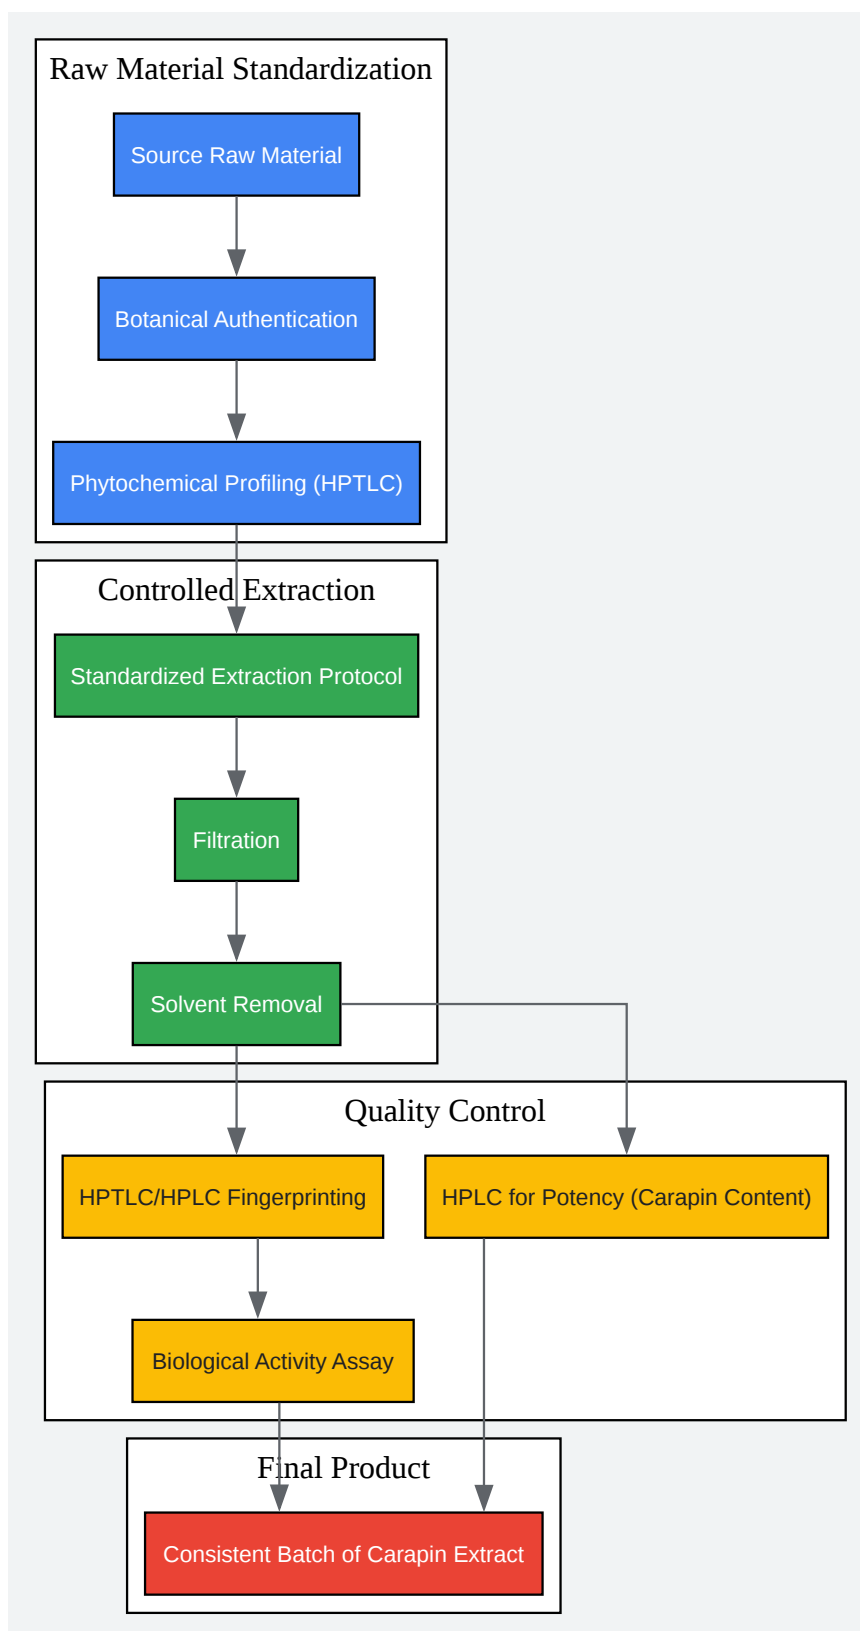 Raw Material Standardization
Source Raw Material
Botanical Authentication
Phytochemical Profiling (HPTLC)
Controlled Extraction
Standardized Extraction Protocol
Filtration
Solvent Removal
Quality Control
HPTLC/HPLC Fingerprinting
HPLC for Potency (Carapin Content)
Biological Activity Assay
Final Product
Consistent Batch of Carapin Extract